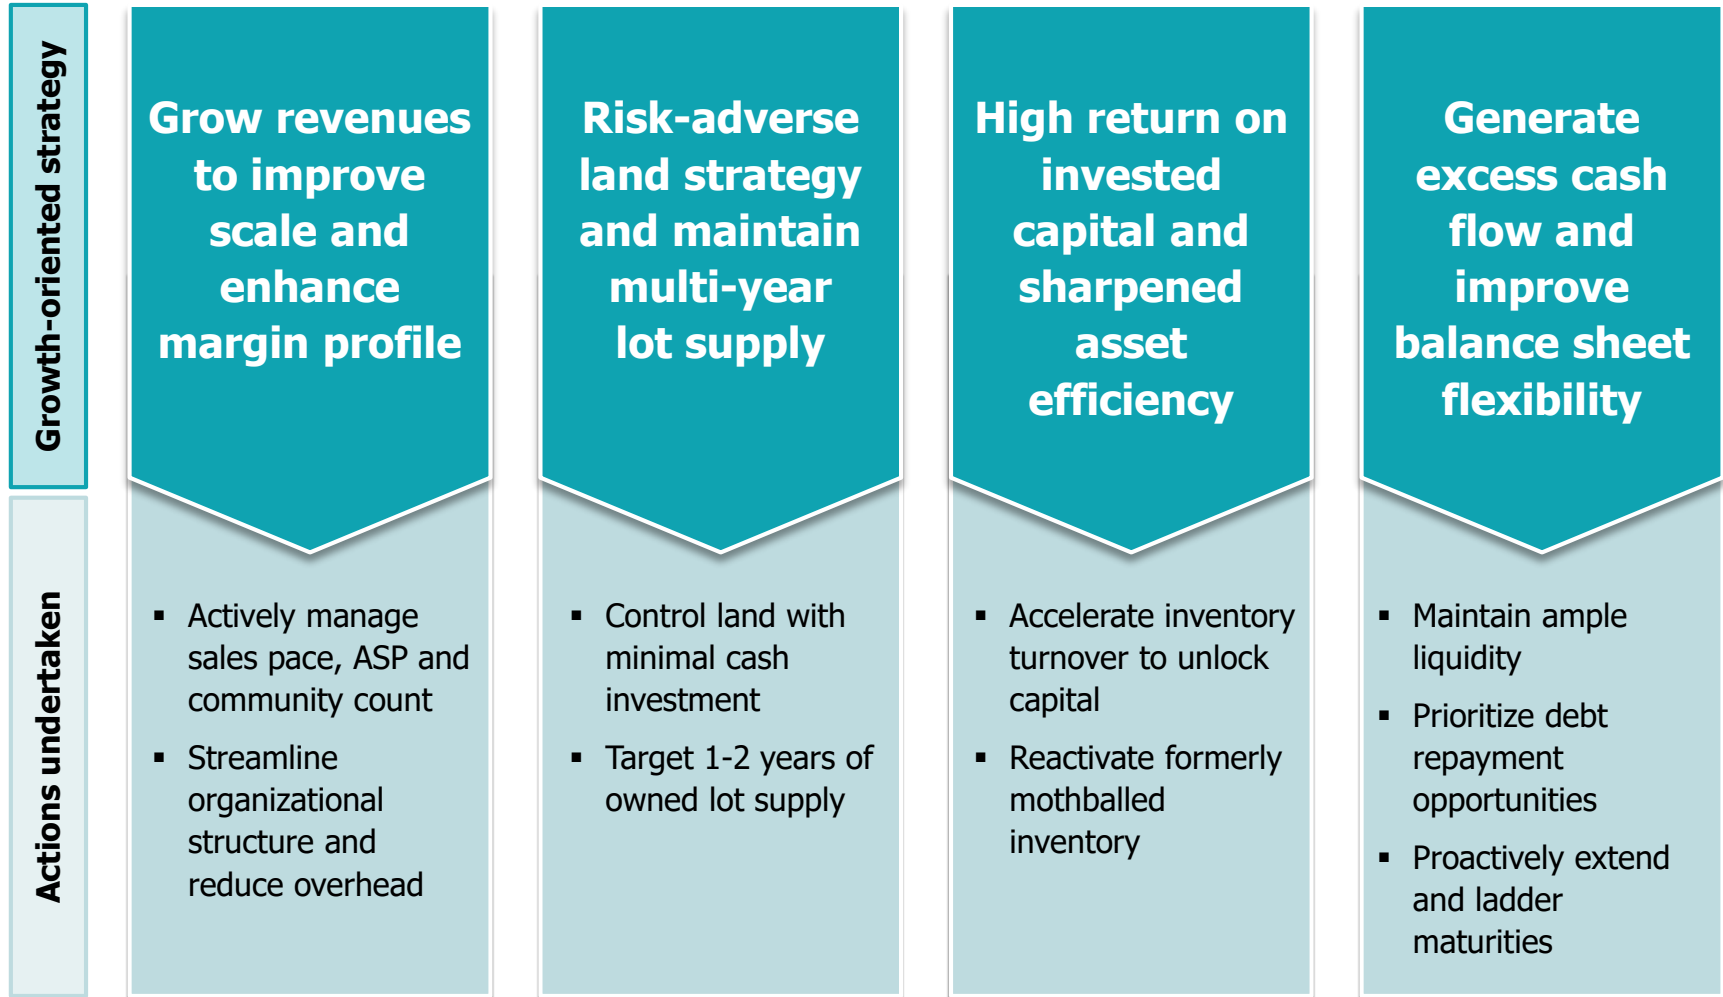 Growth-oriented strategy
Grow revenues
to improve
scale and
enhance
margin profile
Risk-adverse
land strategy
and maintain
multi-year
lot supply
High return on
invested
capital and
sharpened
asset
efficiency
Generate
excess cash
flow and
improve
balance sheet
flexibility
Actions undertaken
▪ Actively manage
sales pace, ASP and
community count
▪ Streamline
organizational
structure and
reduce overhead
▪ Control land with
minimal cash
investment
▪ Target 1-2 years of
owned lot supply
▪ Accelerate inventory
turnover to unlock
capital
▪ Reactivate formerly
mothballed
inventory
▪ Maintain ample
liquidity
▪ Prioritize debt
repayment
opportunities
▪ Proactively extend
and ladder
maturities